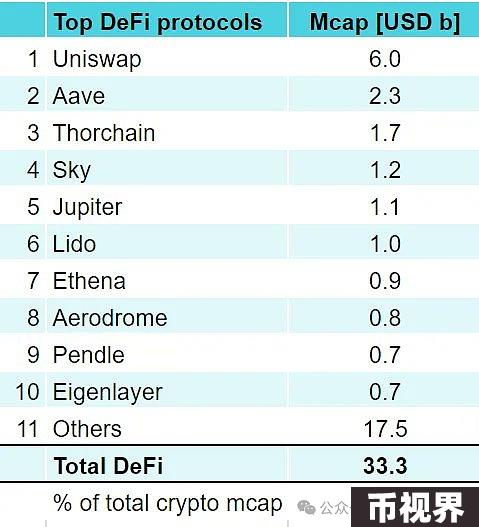 Top DeFi protocols Mcap [USD b]
1 Uniswap 6.0
2 Aave 2.3
3 Thorchain 1.7
4 Sky 1.2
5 Jupiter 1.1
6 Lido 1.0
7 Ethena 0.9
8 Aerodrome 0.8
9 Pendle 0.7
10 Eigenlayer 0.7
11 Others 17.5
Total DeFi 33.3
% of total crypto mcap 公众 币视界